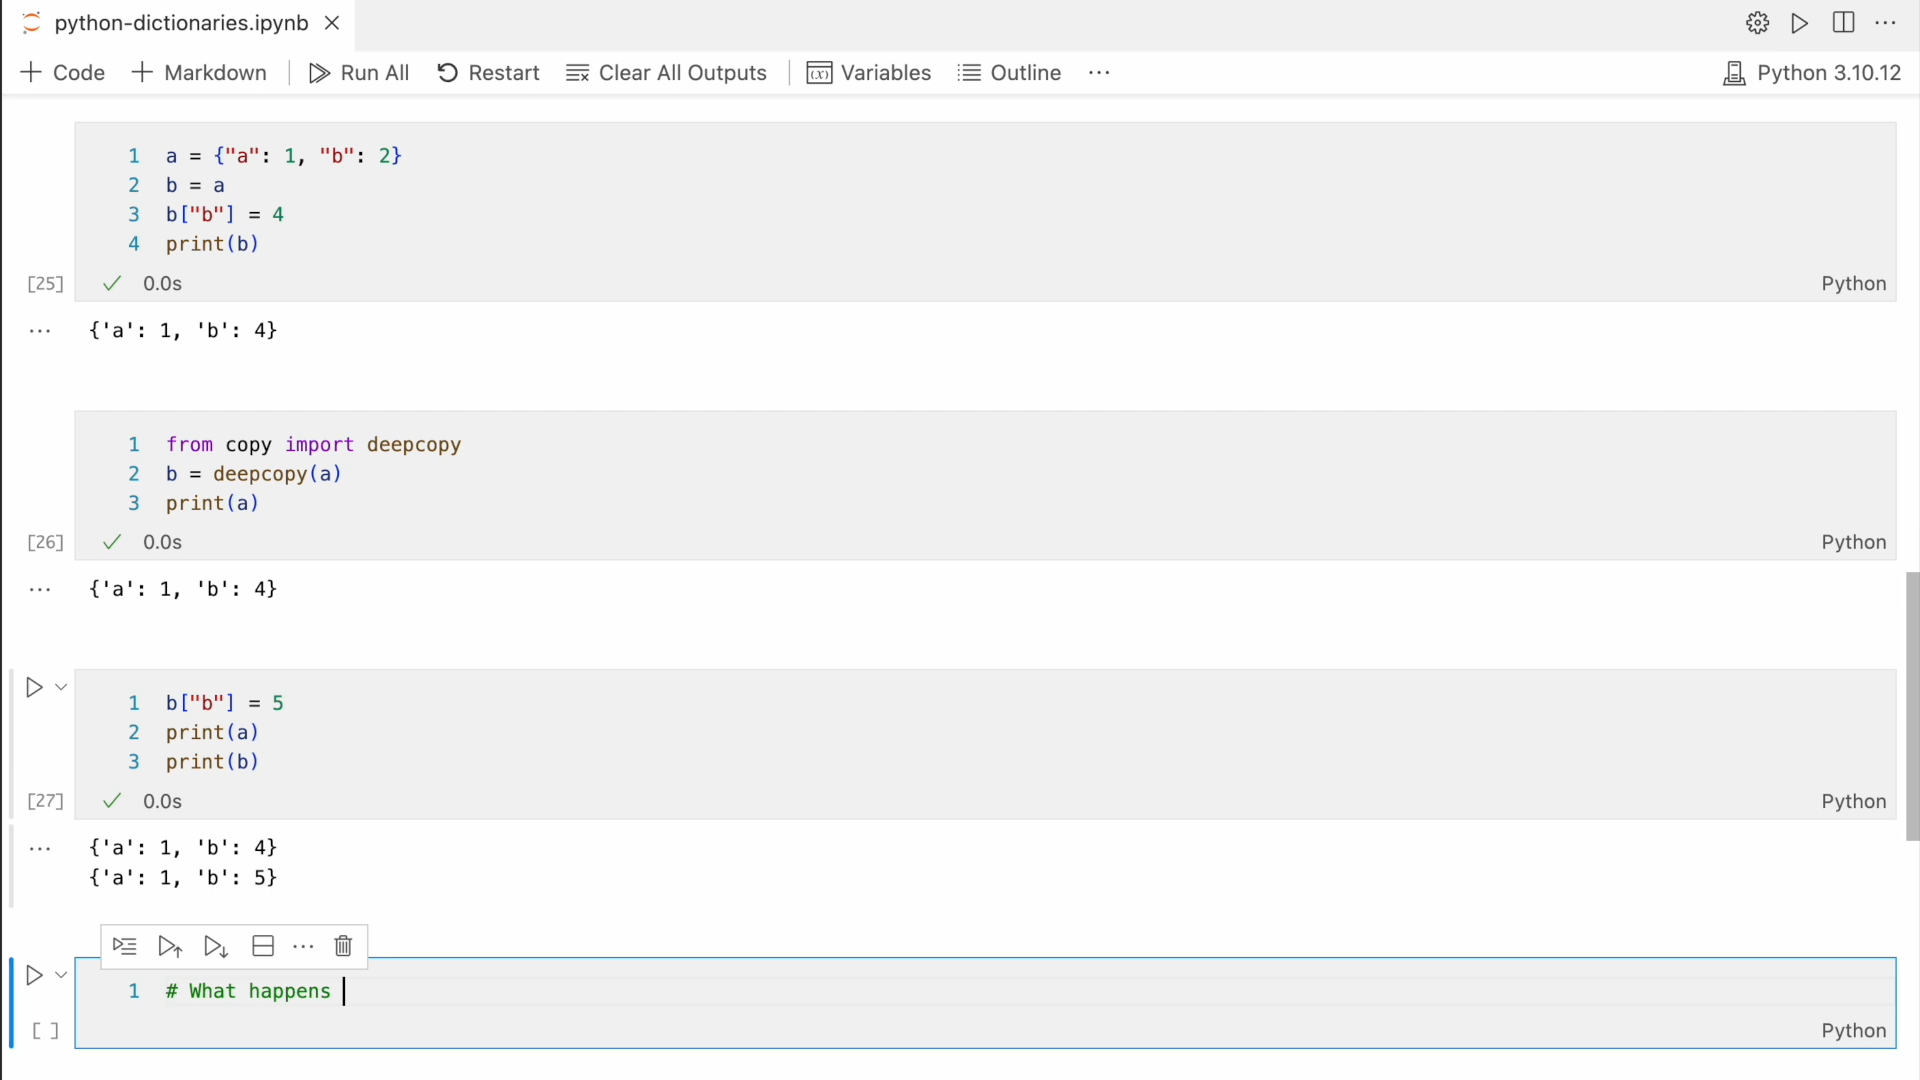 python-dictionaries.ipynb
Code Markdown Run All Restart Clear All Outputs (x) Variables Outline ... Python 3.10.12
1 a = {"a": 1, "b": 2}
2 b = a
3 b["b"] = 4
4 print(b)
[25] 0.0s Python
... {'a': 1, 'b': 4}
1 from copy import deepcopy
2 b = deepcopy(a)
3 print(a)
[26] 0.0s Python
... {'a': 1, 'b': 4}
1 b["b"] = 5
2 print(a)
3 print(b)
[27] 0.0s Python
... {'a': 1, 'b': 4}
{'a': 1, 'b': 5}
1 # What happens
[ ] Python